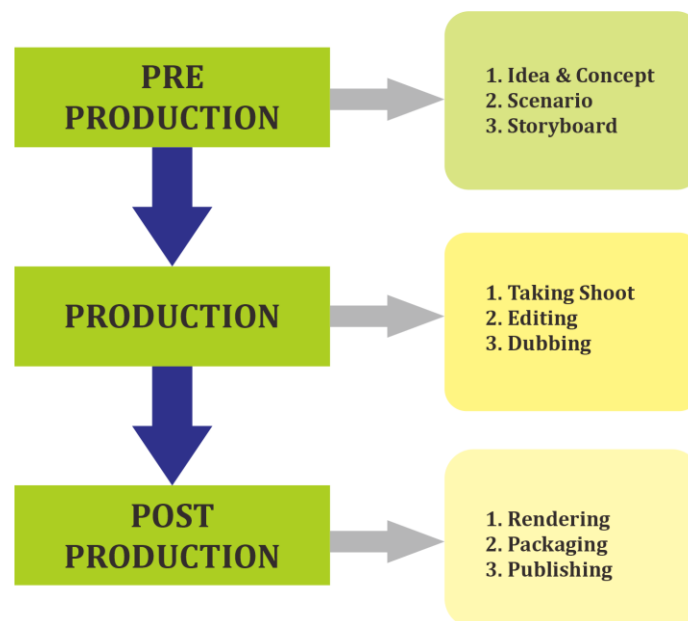 PRE
PRODUCTION
1. Idea & Concept
2. Scenario
3. Storyboard
PRODUCTION
1. Taking Shoot
2. Editing
3. Dubbing
POST
PRODUCTION
1. Rendering
2. Packaging
3. Publishing